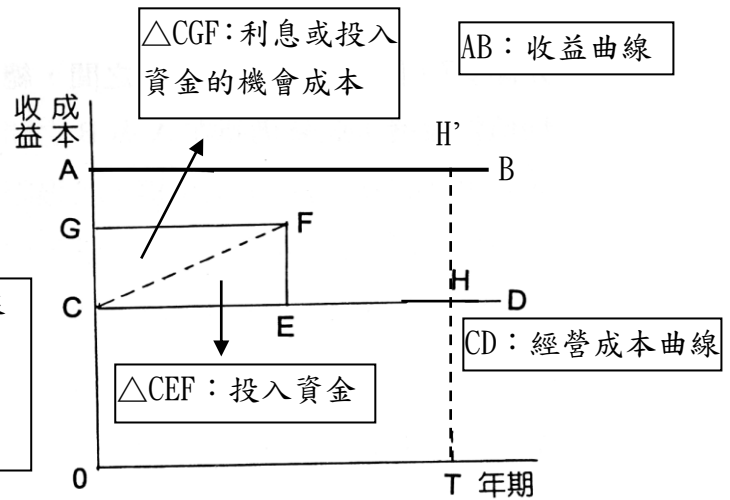 △CGF：利息或投入
資金的機會成本
AB：收益曲線
成本
收益
H’
A
B
G
F
C
H
D
E
CD：經營成本曲線
△CEF：投入資金
0
T 年期